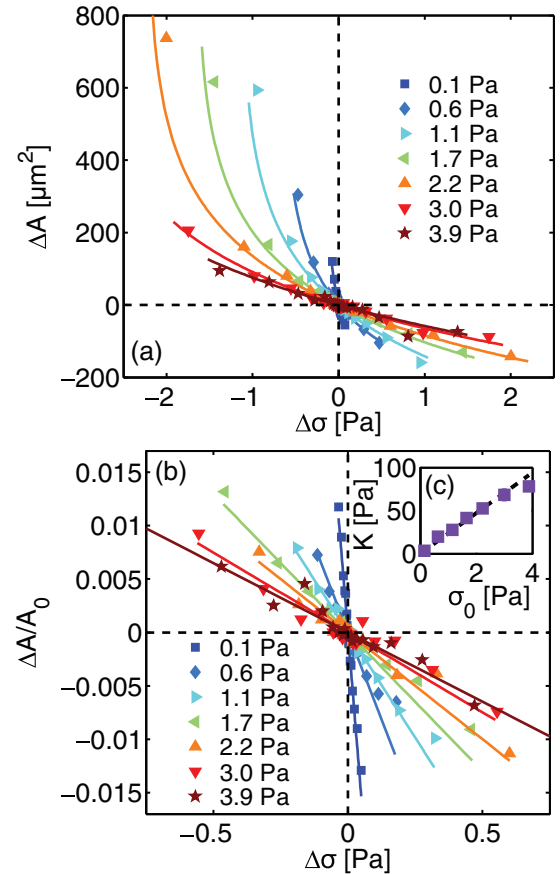 800
600
400
200
0
−200
ΔA [μm²]
0.1 Pa
0.6 Pa
1.1 Pa
1.7 Pa
2.2 Pa
3.0 Pa
3.9 Pa
(a)
−2 −1 0 1 2
Δσ [Pa]
0.015
0.01
0.005
0
−0.005
−0.01
−0.015
ΔA/A₀
(b)
(c)
100
50
0
K [Pa]
0 2 4
σ₀ [Pa]
0.1 Pa
0.6 Pa
1.1 Pa
1.7 Pa
2.2 Pa
3.0 Pa
3.9 Pa
−0.5 0 0.5
Δσ [Pa]